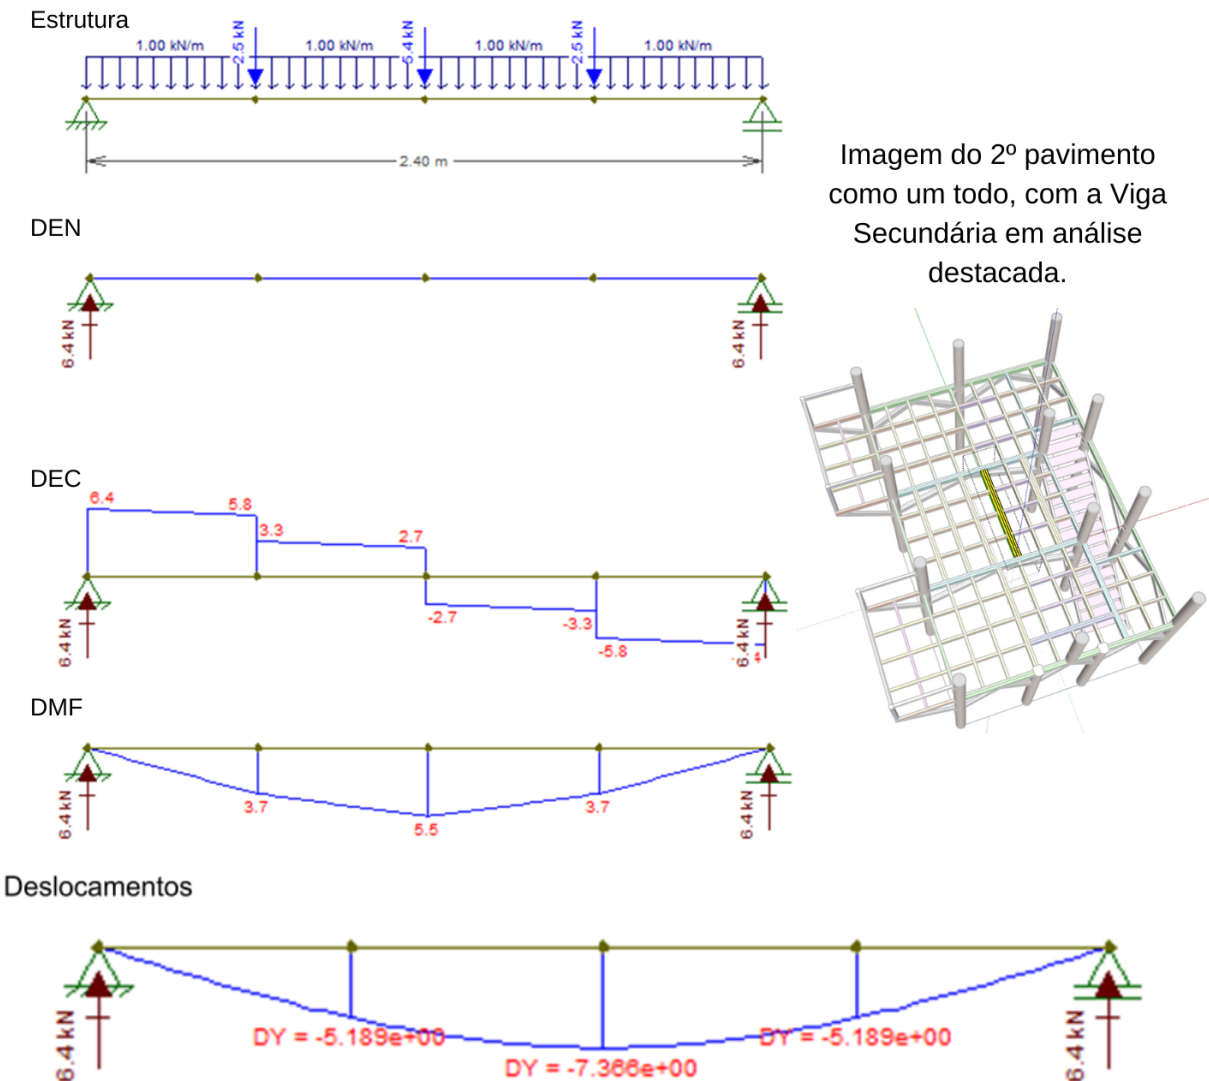 Estrutura
1.00 kN/m
2.5 kN
1.00 kN/m
5.4 kN
1.00 kN/m
2.5 kN
1.00 kN/m
2.40 m
Imagem do 2º pavimento
como um todo, com a Viga
Secundária em análise
destacada.
DEN
6.4 kN
6.4 kN
DEC
6.4
5.8
3.3
2.7
-2.7
-3.3
-5.8
6.4 kN
6.4 kN
DMF
3.7
5.5
3.7
6.4 kN
6.4 kN
Deslocamentos
DY = -5.189e+00
DY = -7.366e+00
DY = -5.189e+00
6.4 kN
6.4 kN